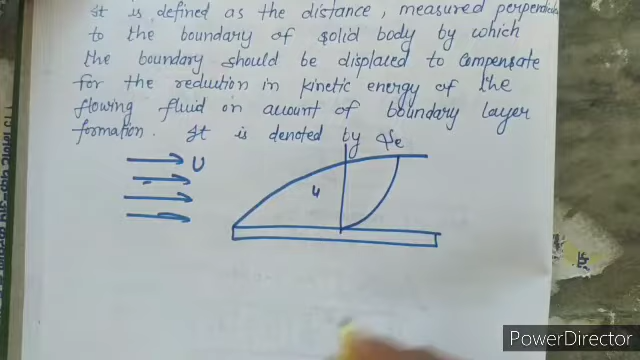 It is defined as the distance, measured perpendicular
to the boundary of solid body by which
the boundary should be displaced to compensate
for the reduction in kinetic energy of the
flowing fluid on account of boundary layer
formation. It is denoted by δe
U
u
PowerDirector